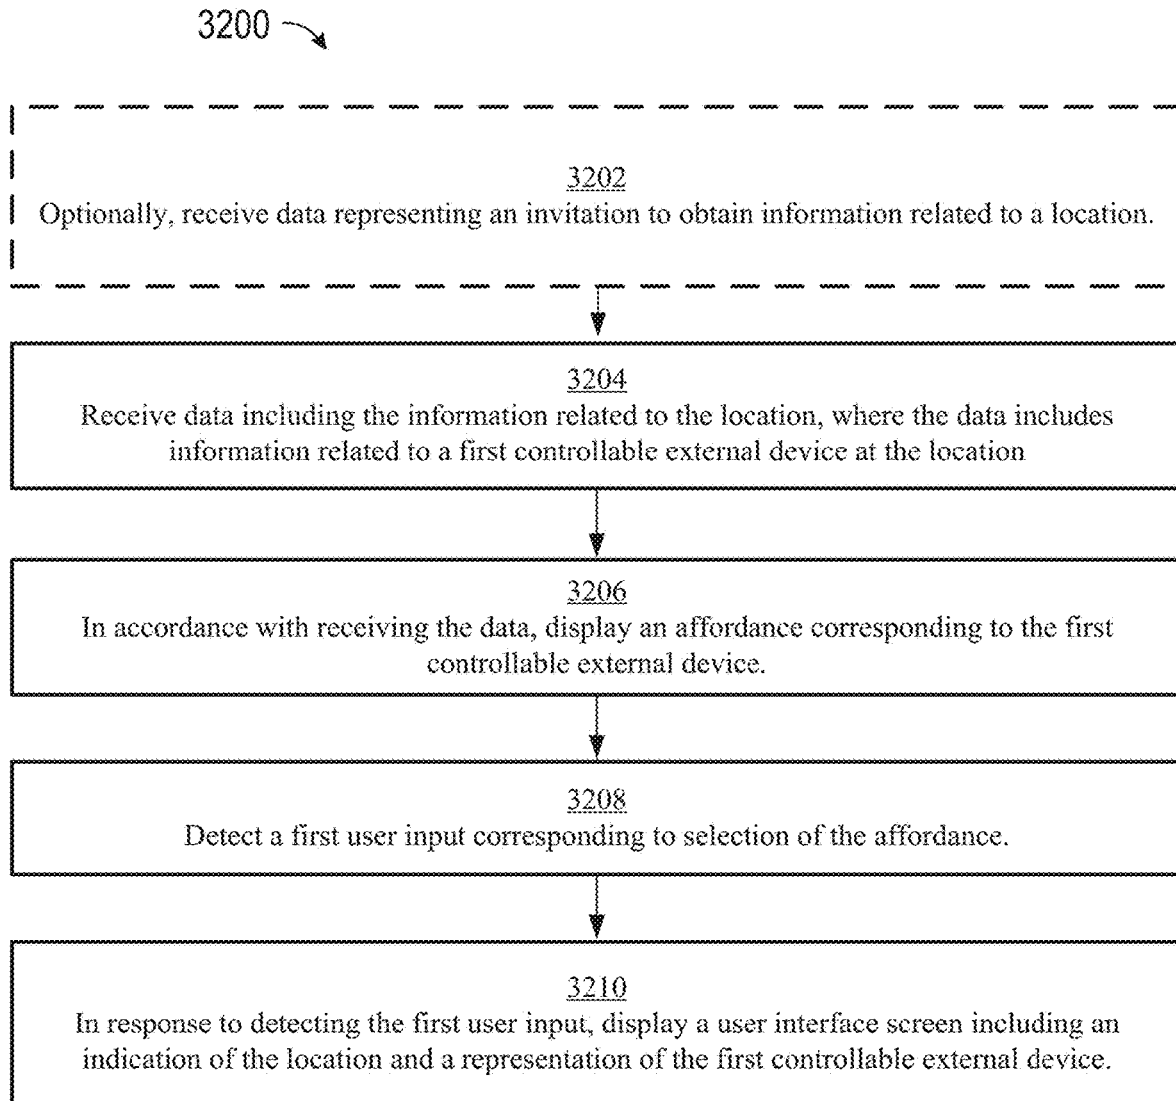 3200
3202
Optionally, receive data representing an invitation to obtain information related to a location.
3204
Receive data including the information related to the location, where the data includes
information related to a first controllable external device at the location
3206
In accordance with receiving the data, display an affordance corresponding to the first
controllable external device.
3208
Detect a first user input corresponding to selection of the affordance.
3210
In response to detecting the first user input, display a user interface screen including an
indication of the location and a representation of the first controllable external device.